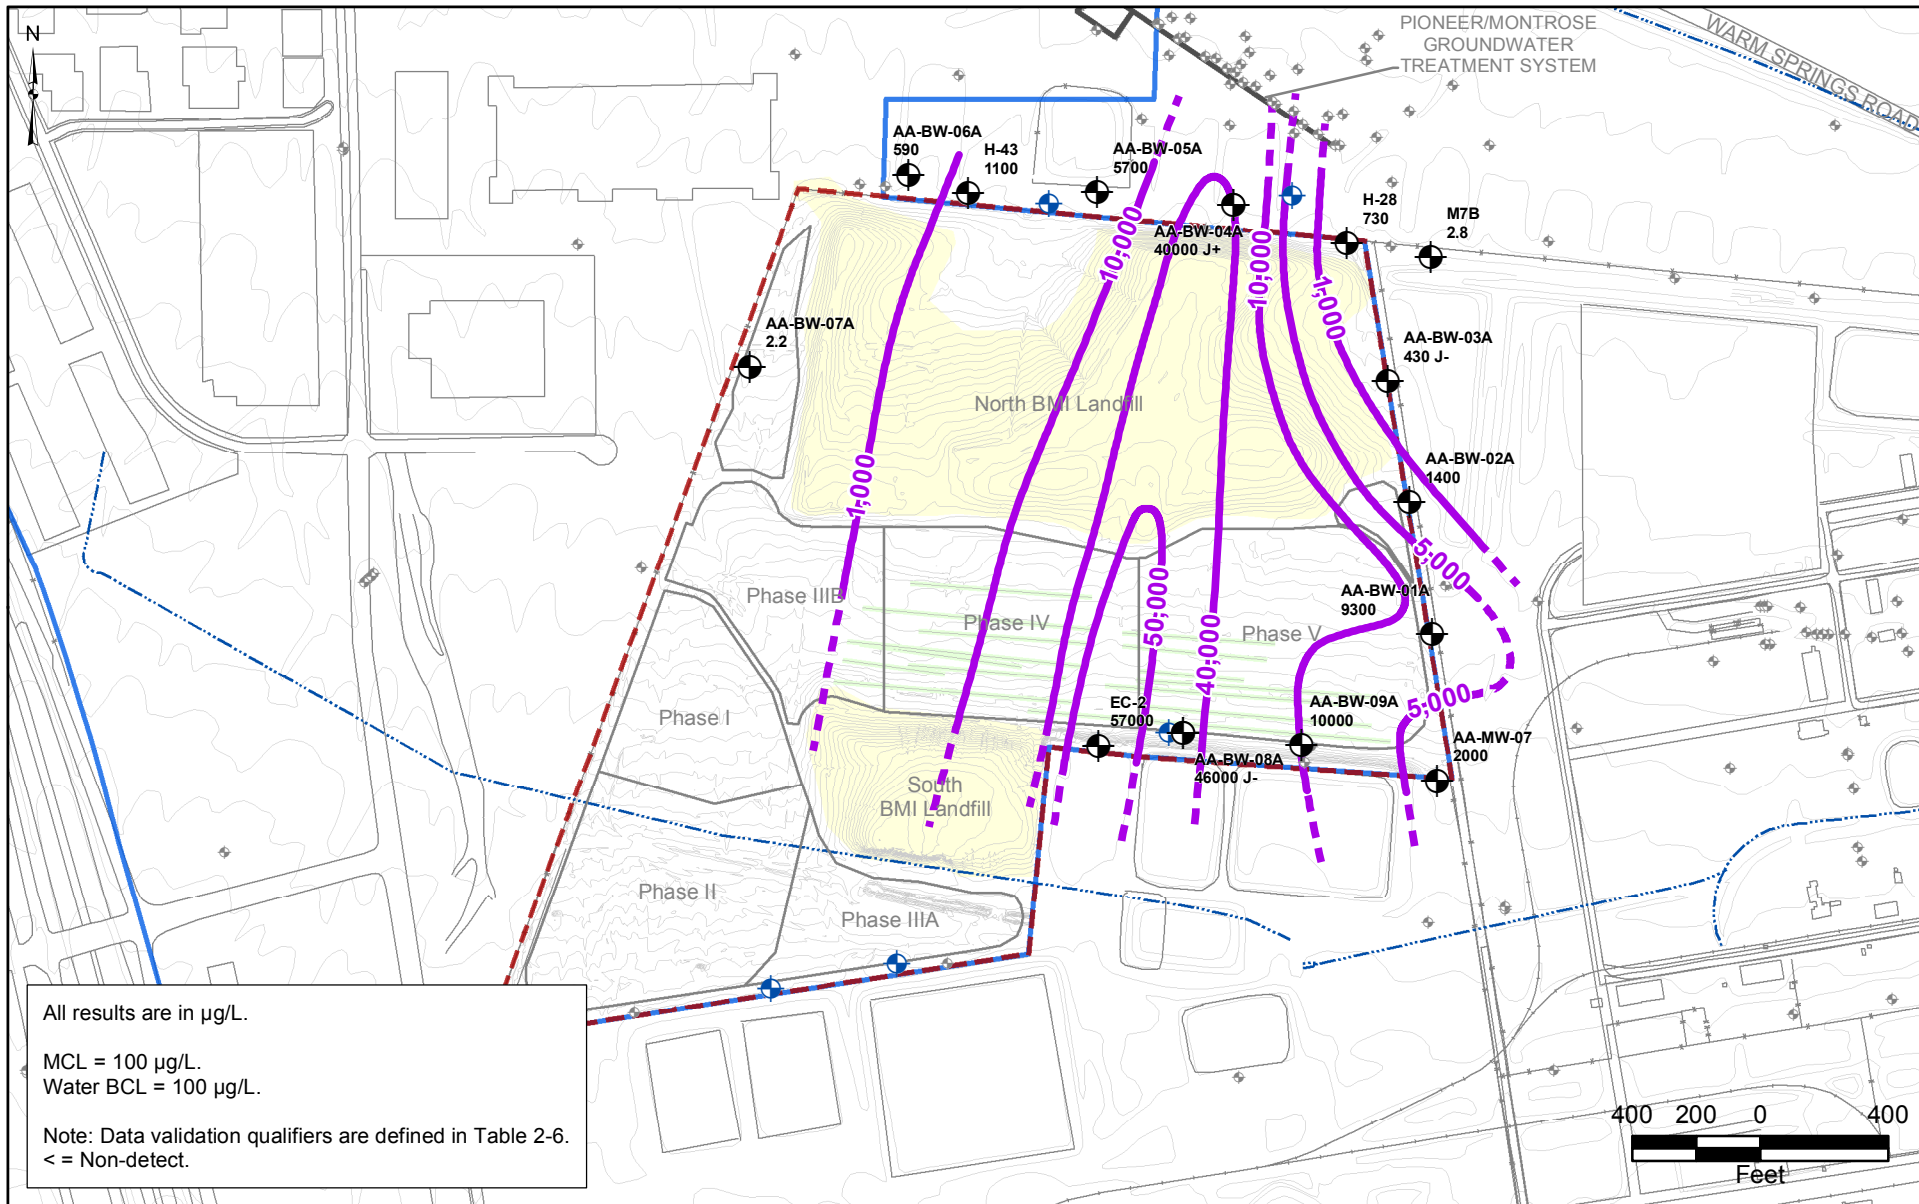 N
PIONEER/MONTROSE
GROUNDWATER
TREATMENT SYSTEM
WARM SPRINGS ROAD
AA-BW-06A
590
H-43
1100
AA-BW-05A
5700
AA-BW-04A
40000 J+
H-28
730
M7B
2.8
10,000
10,000
1,000
AA-BW-07A
2.2
AA-BW-03A
430 J-
North BMI Landfill
1,000
AA-BW-02A
1400
5,000
Phase IIIB
Phase IV
50,000
Phase V
AA-BW-01A
9300
40,000
Phase I
EC-2
57000
AA-BW-09A
10000
5,000
AA-MW-07
2000
AA-BW-08A
46000 J-
South
BMI Landfill
Phase II
Phase IIIA
All results are in µg/L.
MCL = 100 µg/L.
Water BCL = 100 µg/L.
Note: Data validation qualifiers are defined in Table 2-6.
< = Non-detect.
400 200 0 400
Feet